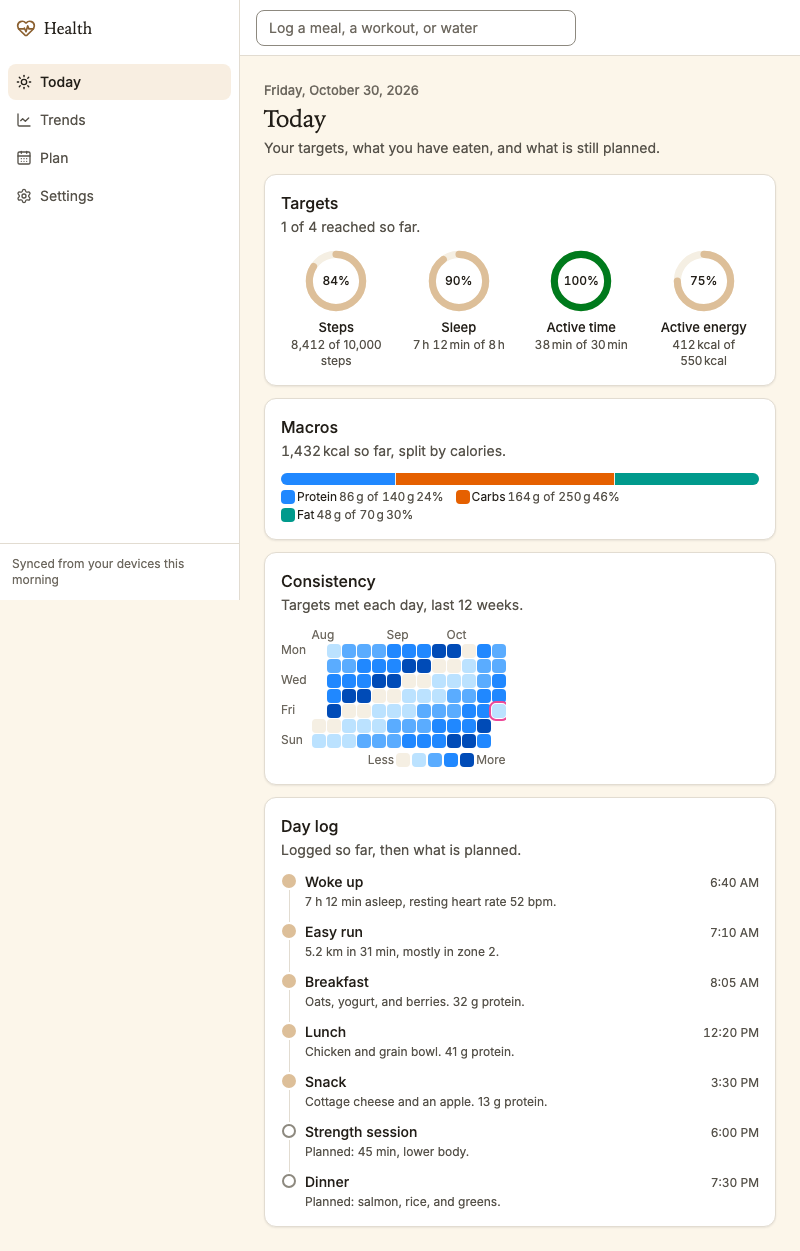 Health
Today
Trends
Plan
Settings
Synced from your devices this
morning
Log a meal, a workout, or water
Friday, October 30, 2026
Today
Your targets, what you have eaten, and what is still planned.
Targets
1 of 4 reached so far.
84%
Steps
8,412 of 10,000
steps
90%
Sleep
7 h 12 min of 8 h
100%
Active time
38 min of 30 min
75%
Active energy
412 kcal of
550 kcal
Macros
1,432 kcal so far, split by calories.
Protein 86 g of 140 g 24% Carbs 164 g of 250 g 46%
Fat 48 g of 70 g 30%
Consistency
Targets met each day, last 12 weeks.
Aug Sep Oct
Mon
Wed
Fri
Sun
Less More
Day log
Logged so far, then what is planned.
Woke up 6:40 AM
7 h 12 min asleep, resting heart rate 52 bpm.
Easy run 7:10 AM
5.2 km in 31 min, mostly in zone 2.
Breakfast 8:05 AM
Oats, yogurt, and berries. 32 g protein.
Lunch 12:20 PM
Chicken and grain bowl. 41 g protein.
Snack 3:30 PM
Cottage cheese and an apple. 13 g protein.
Strength session 6:00 PM
Planned: 45 min, lower body.
Dinner 7:30 PM
Planned: salmon, rice, and greens.